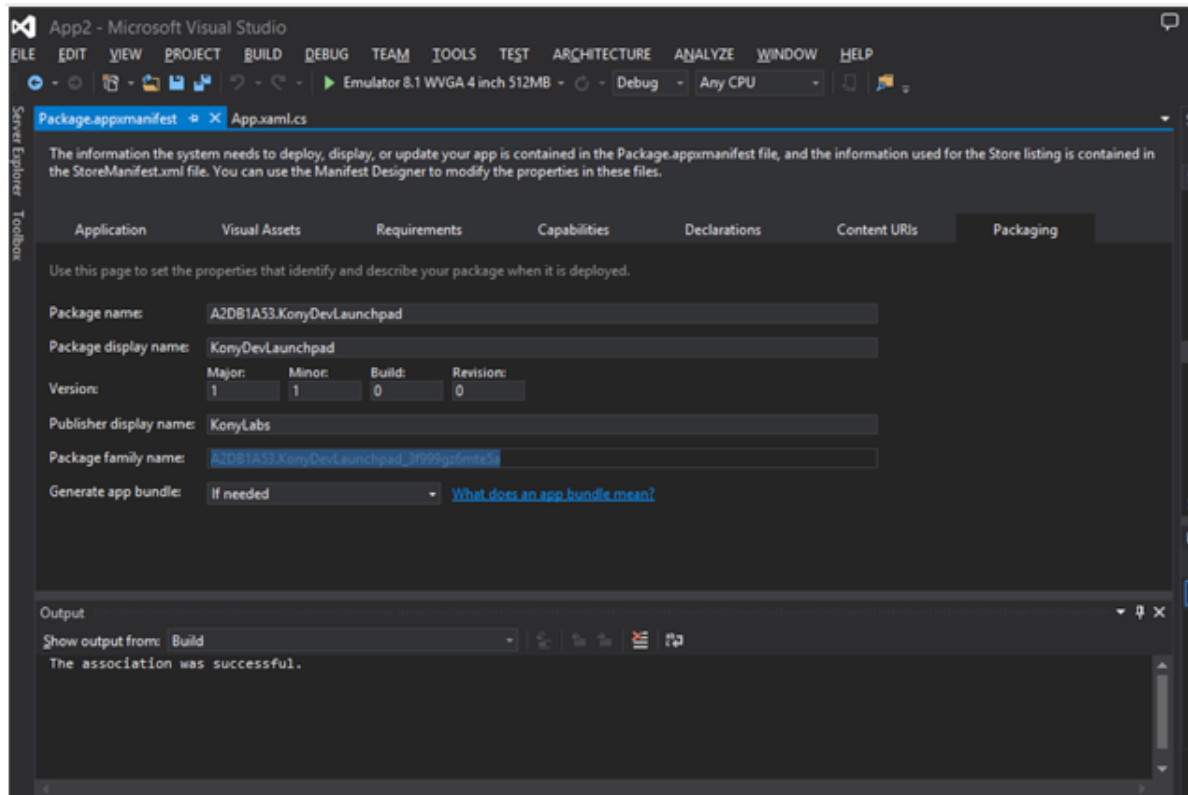 App2 - Microsoft Visual Studio
FILE EDIT VIEW PROJECT BUILD DEBUG TEAM TOOLS TEST ARCHITECTURE ANALYZE WINDOW HELP
Emulator 8.1 WVGA 4 inch 512MB Debug Any CPU
Server Explorer
Toolbox
Package.appxmanifest App.xaml.cs
The information the system needs to deploy, display, or update your app is contained in the Package.appxmanifest file, and the information used for the Store listing is contained in
the StoreManifest.xml file. You can use the Manifest Designer to modify the properties in these files.
Application Visual Assets Requirements Capabilities Declarations Content URIs Packaging
Use this page to set the properties that identify and describe your package when it is deployed.
Package name: A2DB1A53.KonyDevLaunchpad
Package display name: KonyDevLaunchpad
Major: Minor: Build: Revision:
Version: 1 1 0 0
Publisher display name: KonyLabs
Package family name: A2DB1A53.KonyDevLaunchpad_3f999gz6mte5a
Generate app bundle: If needed What does an app bundle mean?
Output
Show output from: Build
The association was successful.